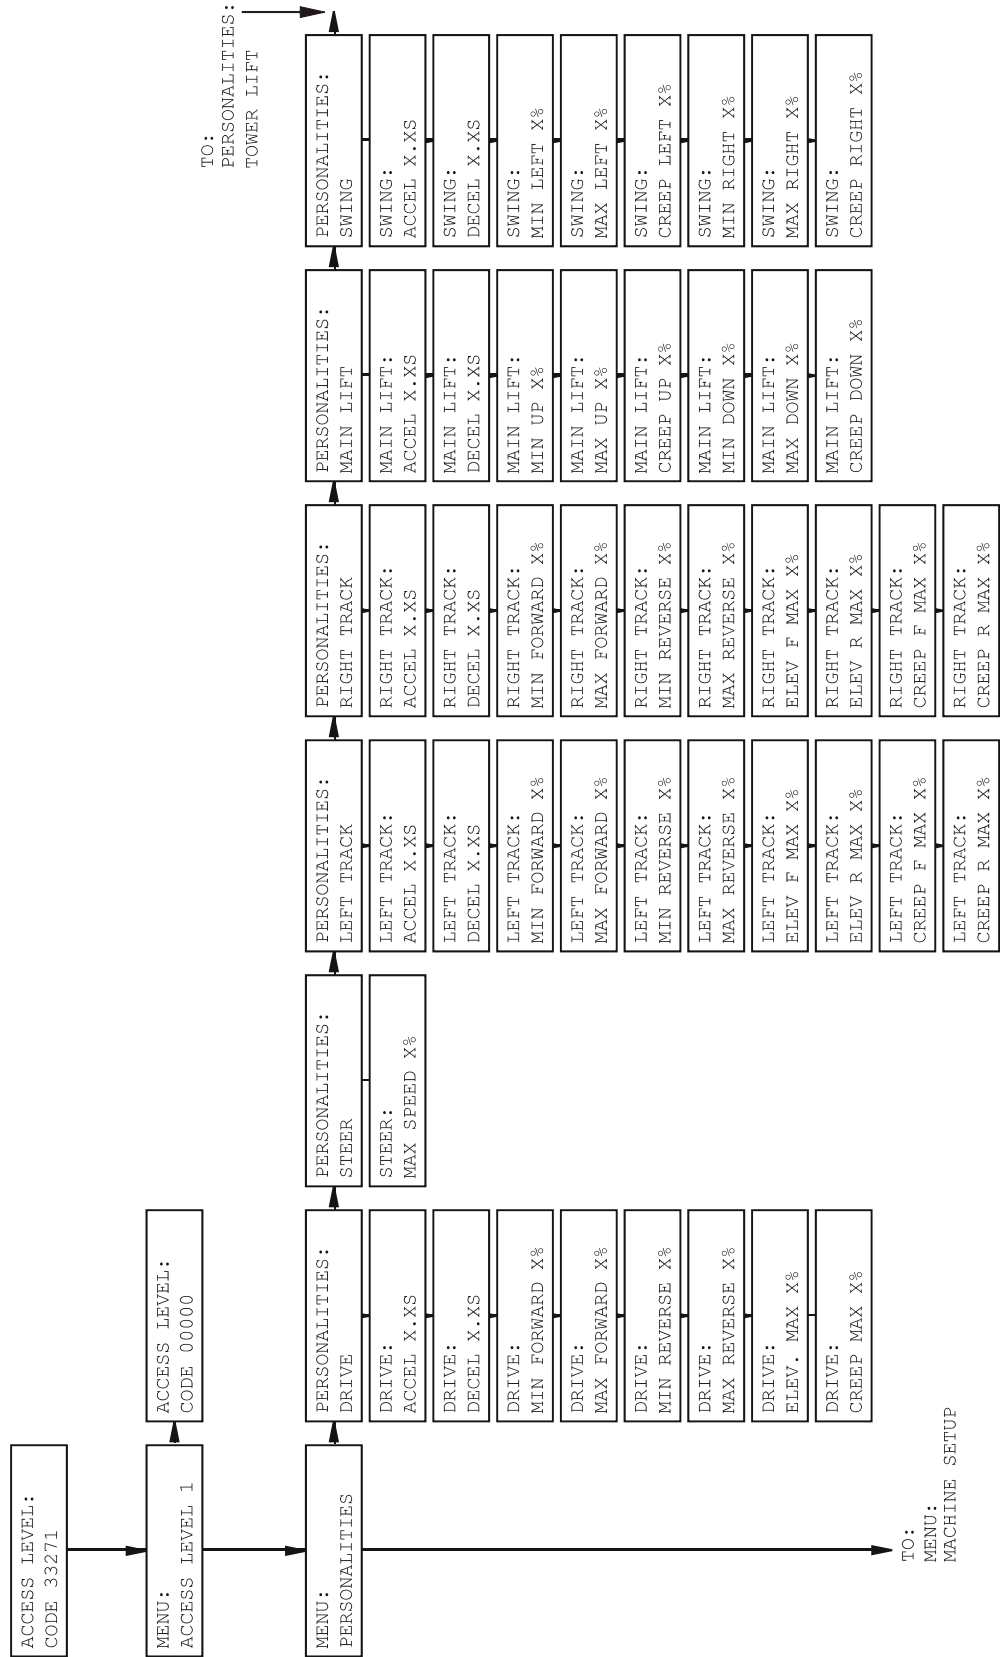 ACCESS LEVEL:
CODE 33271
MENU:
ACCESS LEVEL 1
ACCESS LEVEL:
CODE 00000
MENU:
PERSONALITIES
TO:
MENU:
MACHINE SETUP
PERSONALITIES:
DRIVE
DRIVE:
ACCEL X.XS
DRIVE:
DECEL X.XS
DRIVE:
MIN FORWARD X%
DRIVE:
MAX FORWARD X%
DRIVE:
MIN REVERSE X%
DRIVE:
MAX REVERSE X%
DRIVE:
ELEV. MAX X%
DRIVE:
CREEP MAX X%
PERSONALITIES:
STEER
STEER:
MAX SPEED X%
PERSONALITIES:
LEFT TRACK
LEFT TRACK:
ACCEL X.XS
LEFT TRACK:
DECEL X.XS
LEFT TRACK:
MIN FORWARD X%
LEFT TRACK:
MAX FORWARD X%
LEFT TRACK:
MIN REVERSE X%
LEFT TRACK:
MAX REVERSE X%
LEFT TRACK:
ELEV F MAX X%
LEFT TRACK:
ELEV R MAX X%
LEFT TRACK:
CREEP F MAX X%
LEFT TRACK:
CREEP R MAX X%
PERSONALITIES:
RIGHT TRACK
RIGHT TRACK:
ACCEL X.XS
RIGHT TRACK:
DECEL X.XS
RIGHT TRACK:
MIN FORWARD X%
RIGHT TRACK:
MAX FORWARD X%
RIGHT TRACK:
MIN REVERSE X%
RIGHT TRACK:
MAX REVERSE X%
RIGHT TRACK:
ELEV F MAX X%
RIGHT TRACK:
ELEV R MAX X%
RIGHT TRACK:
CREEP F MAX X%
RIGHT TRACK:
CREEP R MAX X%
PERSONALITIES:
MAIN LIFT
MAIN LIFT:
ACCEL X.XS
MAIN LIFT:
DECEL X.XS
MAIN LIFT:
MIN UP X%
MAIN LIFT:
MAX UP X%
MAIN LIFT:
CREEP UP X%
MAIN LIFT:
MIN DOWN X%
MAIN LIFT:
MAX DOWN X%
MAIN LIFT:
CREEP DOWN X%
PERSONALITIES:
SWING
SWING:
ACCEL X.XS
SWING:
DECEL X.XS
SWING:
MIN LEFT X%
SWING:
MAX LEFT X%
SWING:
CREEP LEFT X%
SWING:
MIN RIGHT X%
SWING:
MAX RIGHT X%
SWING:
CREEP RIGHT X%
TO:
PERSONALITIES:
TOWER LIFT